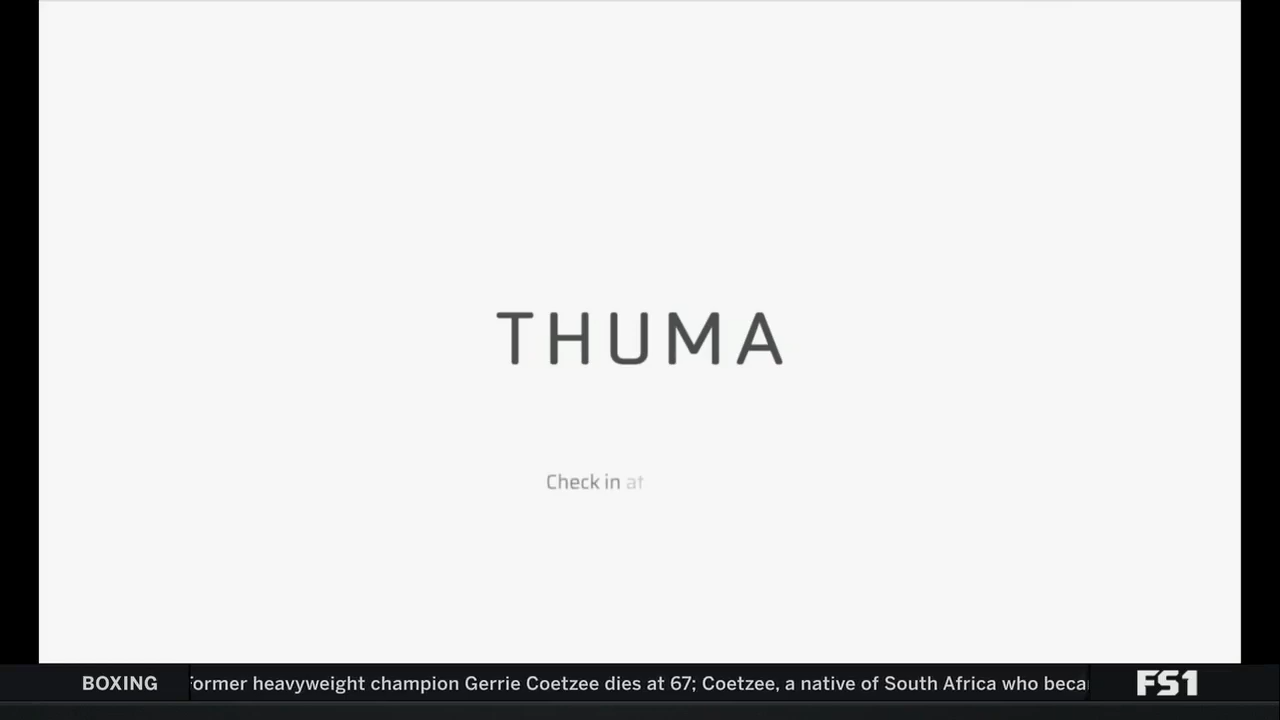 THUMA
Check in at
BOXING
former heavyweight champion Gerrie Coetzee dies at 67; Coetzee, a native of South Africa who beca
FS1